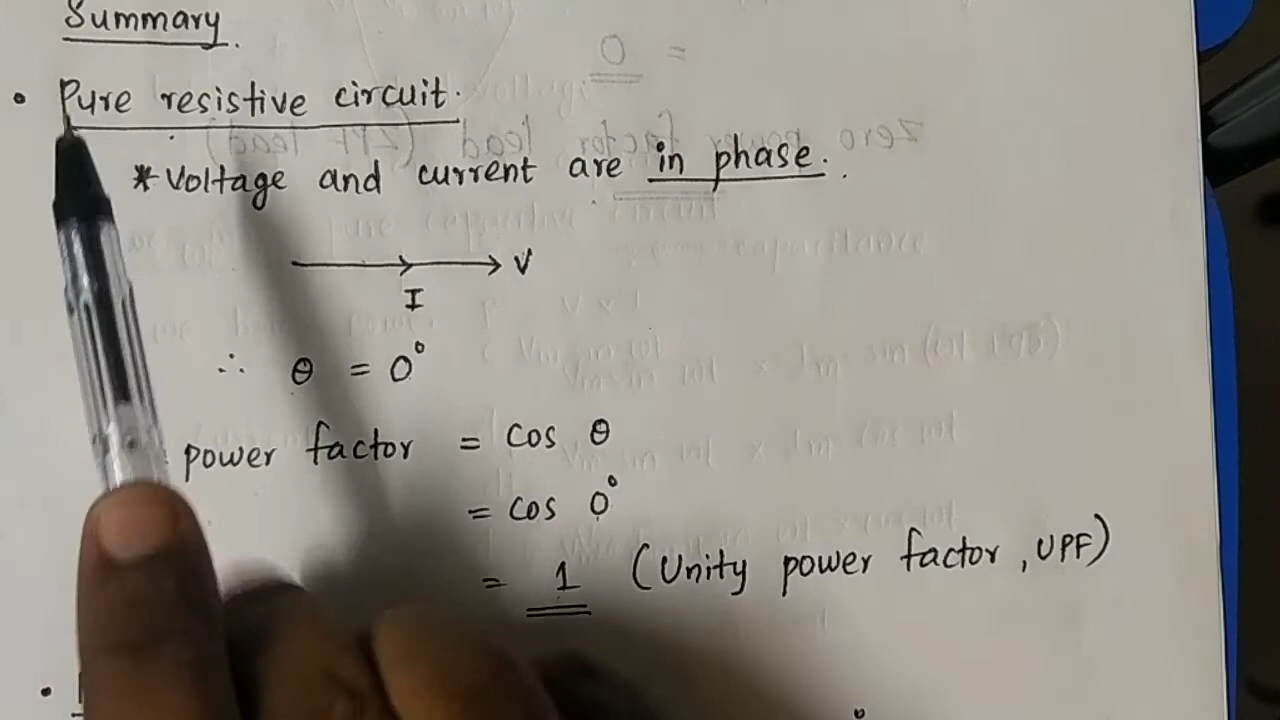 Summary.
• Pure resistive circuit.
* Voltage and current are in phase.
V
I
∴ θ = 0°
power factor = cos θ
= cos 0°
= 1 (Unity power factor, UPF)